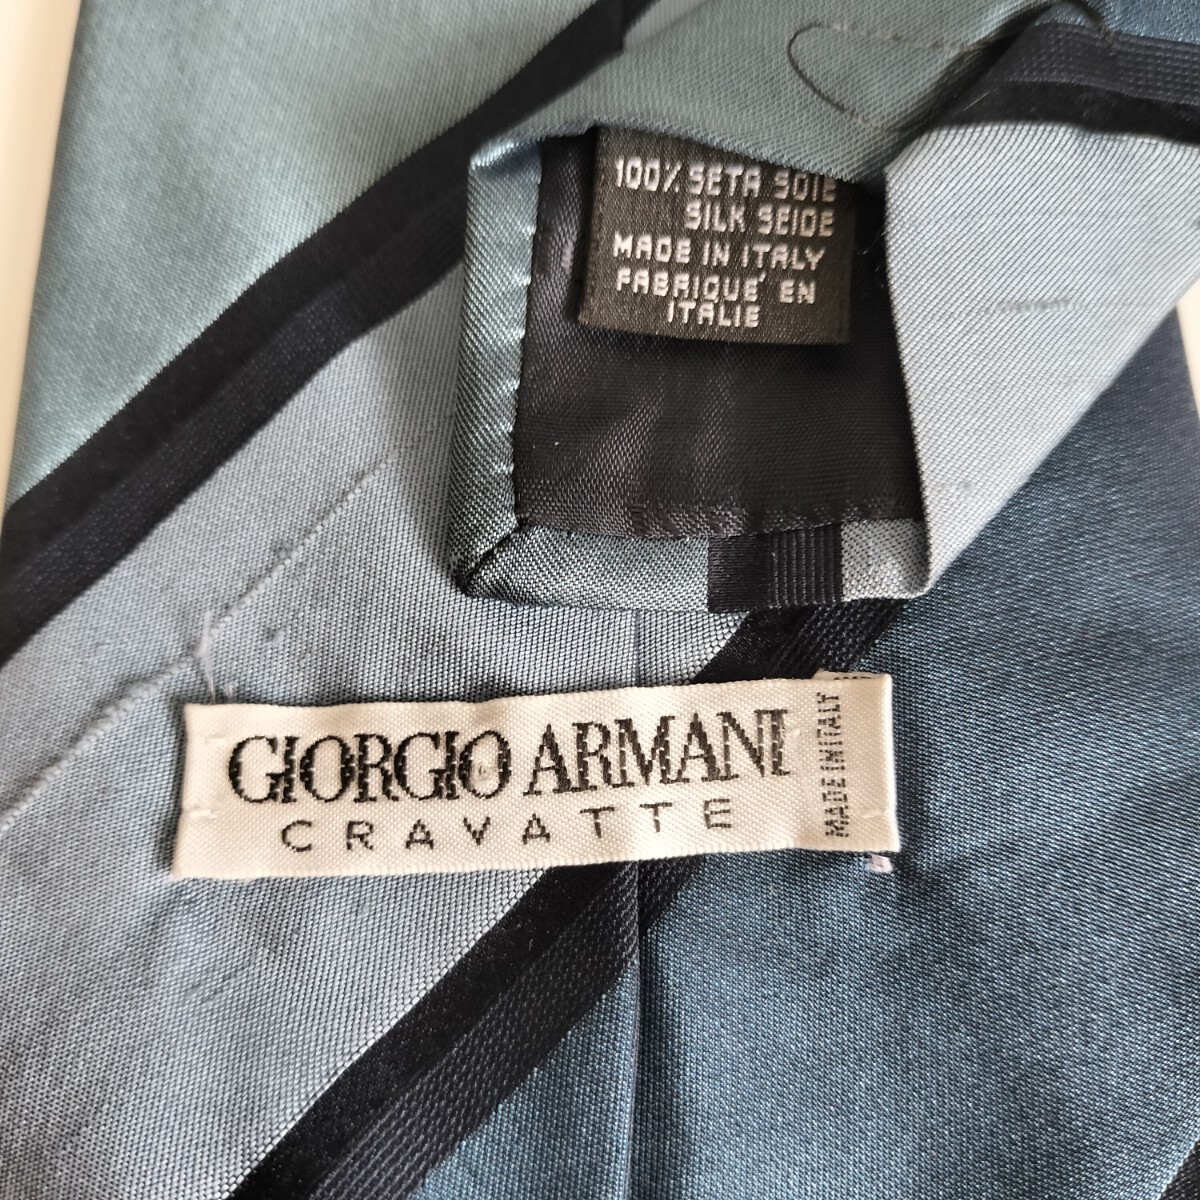 100% SETA SOIE
SILK SEIDE
MADE IN ITALY
FABRIQUE' EN
ITALIE
GIORGIO ARMANI
CRAVATTE
MADE IN ITALY